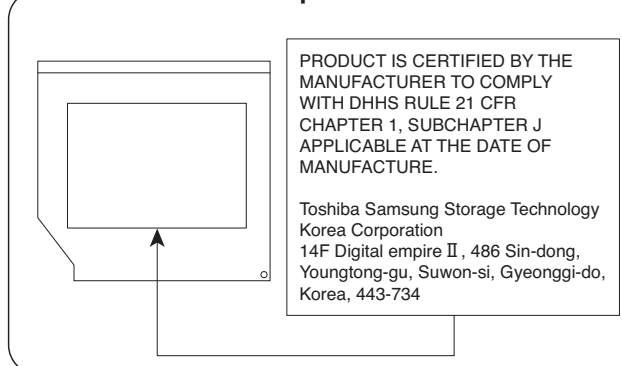 PRODUCT IS CERTIFIED BY THE
MANUFACTURER TO COMPLY
WITH DHHS RULE 21 CFR
CHAPTER 1, SUBCHAPTER J
APPLICABLE AT THE DATE OF
MANUFACTURE.
Toshiba Samsung Storage Technology
Korea Corporation
14F Digital empire Ⅱ, 486 Sin-dong,
Youngtong-gu, Suwon-si, Gyeonggi-do,
Korea, 443-734